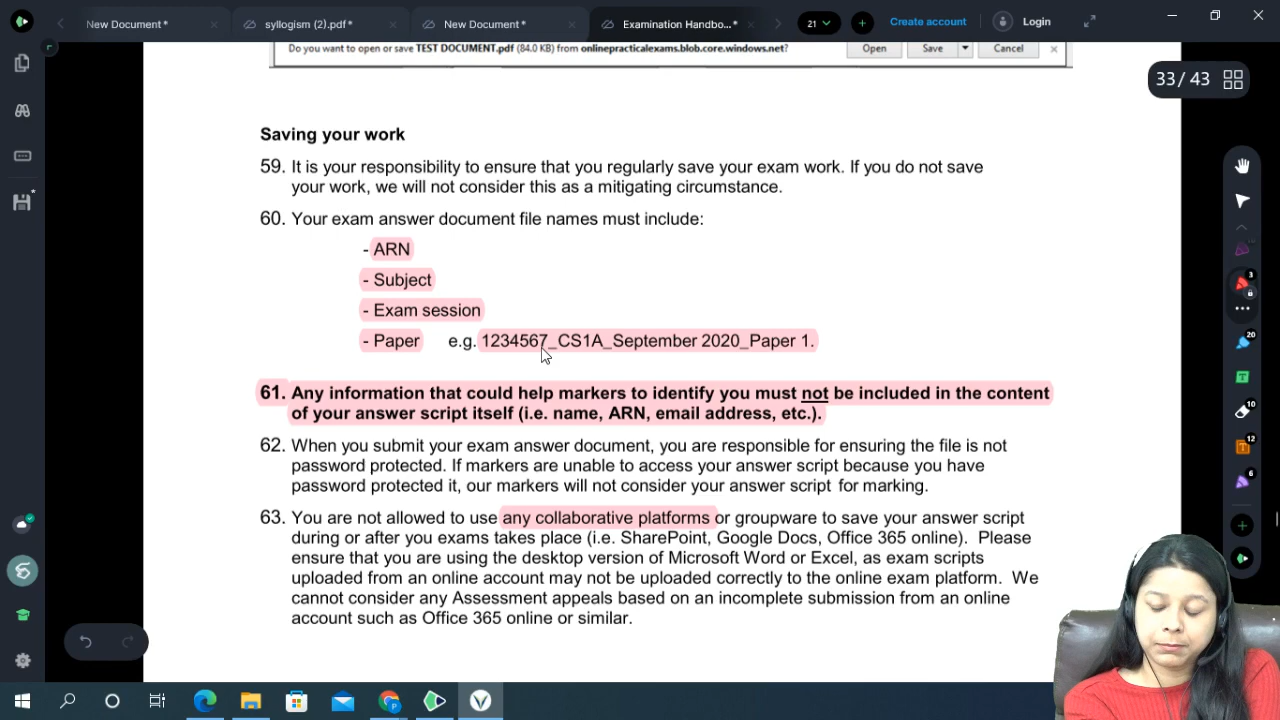 New Document*
syllogism (2).pdf*
New Document*
Examination Handbo...*
21
Create account
Login
Do you want to open or save TEST DOCUMENT.pdf (84.0 KB) from onlinepracticalexams.blob.core.windows.net?
Open
Save
Cancel
33 / 43
Saving your work
59. It is your responsibility to ensure that you regularly save your exam work. If you do not save
your work, we will not consider this as a mitigating circumstance.
60. Your exam answer document file names must include:
- ARN
- Subject
- Exam session
- Paper e.g. 1234567_CS1A_September 2020_Paper 1.
61. Any information that could help markers to identify you must not be included in the content
of your answer script itself (i.e. name, ARN, email address, etc.).
62. When you submit your exam answer document, you are responsible for ensuring the file is not
password protected. If markers are unable to access your answer script because you have
password protected it, our markers will not consider your answer script for marking.
63. You are not allowed to use any collaborative platforms or groupware to save your answer script
during or after you exams takes place (i.e. SharePoint, Google Docs, Office 365 online). Please
ensure that you are using the desktop version of Microsoft Word or Excel, as exam scripts
uploaded from an online account may not be uploaded correctly to the online exam platform. We
cannot consider any Assessment appeals based on an incomplete submission from an online
account such as Office 365 online or similar.
3
20
10
12
6